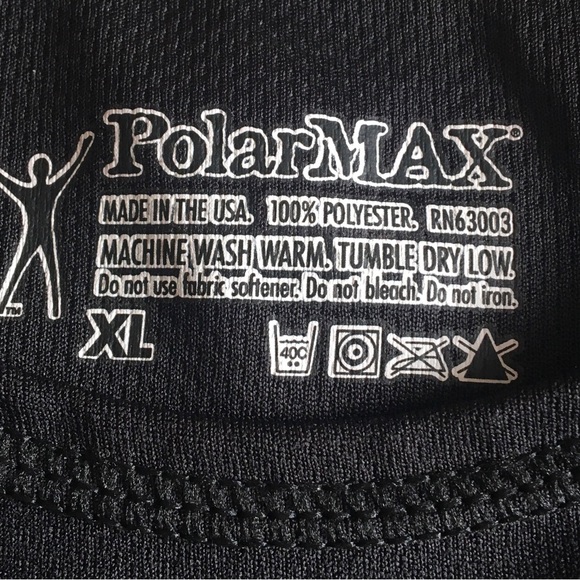 PolarMAX®
MADE IN THE USA. 100% POLYESTER. RN63003
MACHINE WASH WARM. TUMBLE DRY LOW.
Do not use fabric softener. Do not bleach. Do not iron.
TM
XL
40C